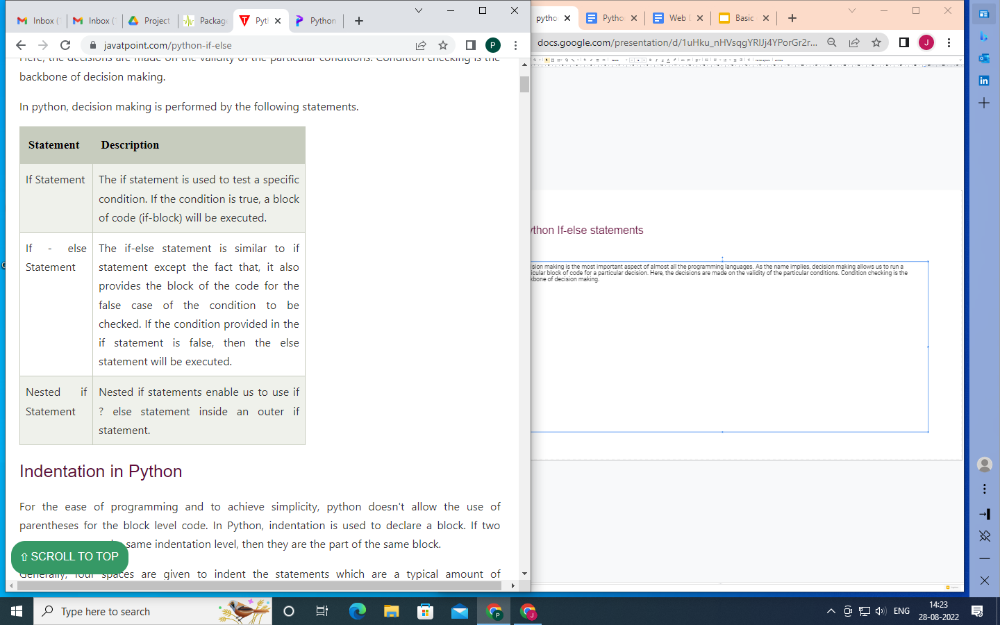 Inbox (
Inbox (
Project
Packag
Pyt
Python
pytho
Pytho
Web
Basic
javatpoint.com/python-if-else
P
docs.google.com/presentation/d/1uHku_nHVsqgYRIJj4YPorGr2r...
J
Here, the decisions are made on the validity of the particular conditions. Condition checking is the
backbone of decision making.
In python, decision making is performed by the following statements.
Statement Description
If Statement
The if statement is used to test a specific
condition. If the condition is true, a block
of code (if-block) will be executed.
If - else
Statement
The if-else statement is similar to if
statement except the fact that, it also
provides the block of the code for the
false case of the condition to be
checked. If the condition provided in the
if statement is false, then the else
statement will be executed.
Nested if
Statement
Nested if statements enable us to use if
? else statement inside an outer if
statement.
Indentation in Python
For the ease of programming and to achieve simplicity, python doesn't allow the use of
parentheses for the block level code. In Python, indentation is used to declare a block. If two
same indentation level, then they are the part of the same block.
⇧ SCROLL TO TOP
Generally, four spaces are given to indent the statements which are a typical amount of
ython If-else statements
ision making is the most important aspect of almost all the programming languages. As the name implies, decision making allows us to run a
icular block of code for a particular decision. Here, the decisions are made on the validity of the particular conditions. Condition checking is the
kbone of decision making.
Type here to search
P
J
ENG
14:23
28-08-2022